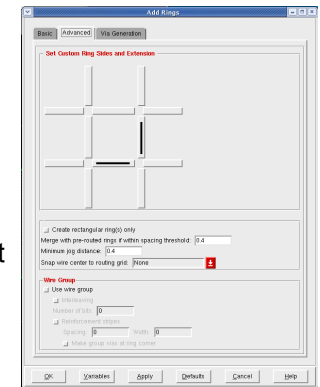 Add Rings
Basic Advanced Via Generation
Set Custom Ring Sides and Extension
Create rectangular ring(s) only
Merge with pre-routed rings if within spacing threshold: 0.4
Minimum jog distance: 0.4
t
Snap wire center to routing grid: None
Wire Group
Use wire group
Interleaving
Number of bits: 0
Reinforcement stripes
Spacing: 0 Width: 0
Make group vias at ring corner
OK Variables Apply Defaults Cancel Help